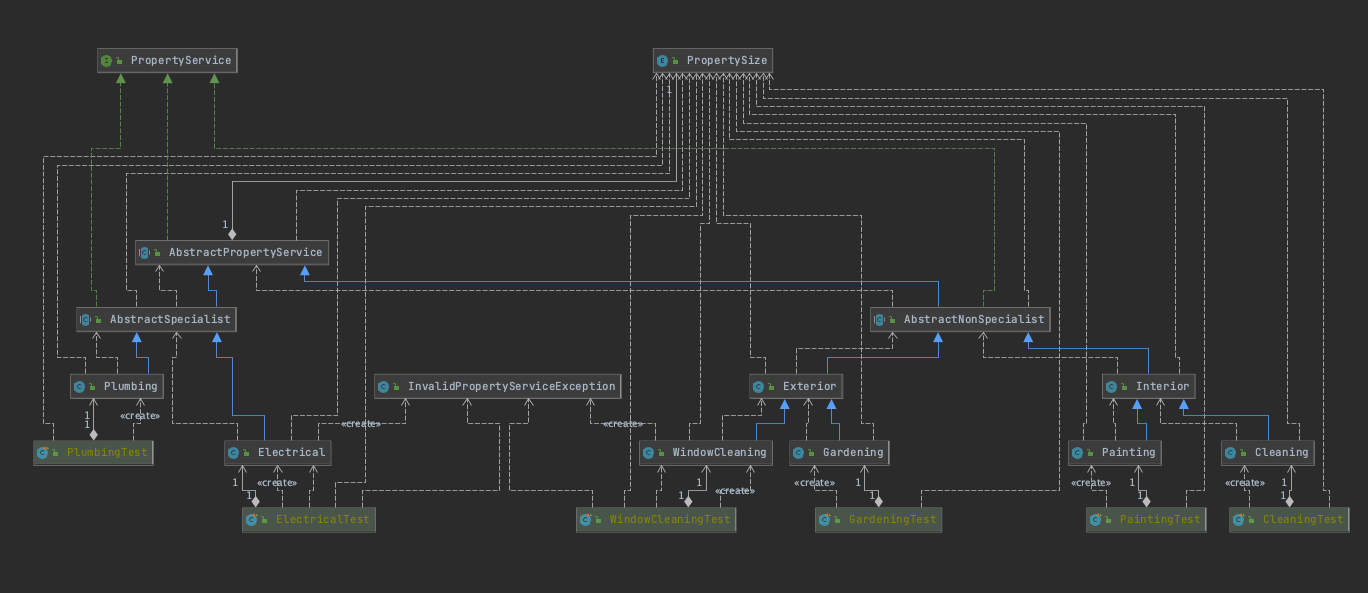 PropertyService
PropertySize
1
1
AbstractPropertyService
AbstractSpecialist
AbstractNonSpecialist
Plumbing
InvalidPropertyServiceException
Exterior
Interior
1
1
«create»
«create»
«create»
PlumbingTest
Electrical
WindowCleaning
Gardening
Painting
Cleaning
1
1
«create»
1
1
«create»
«create»
1
1
«create»
1
1
«create»
1
1
ElectricalTest
WindowCleaningTest
GardeningTest
PaintingTest
CleaningTest